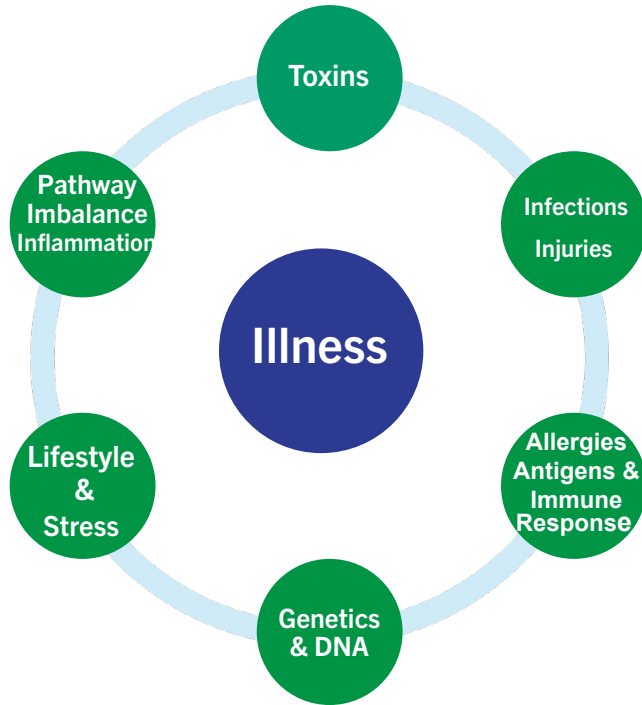 Toxins
Pathway
Imbalance
Inflammation
Infections
Injuries
Illness
Lifestyle
&
Stress
Allergies
Antigens &
Immune
Response
Genetics
& DNA